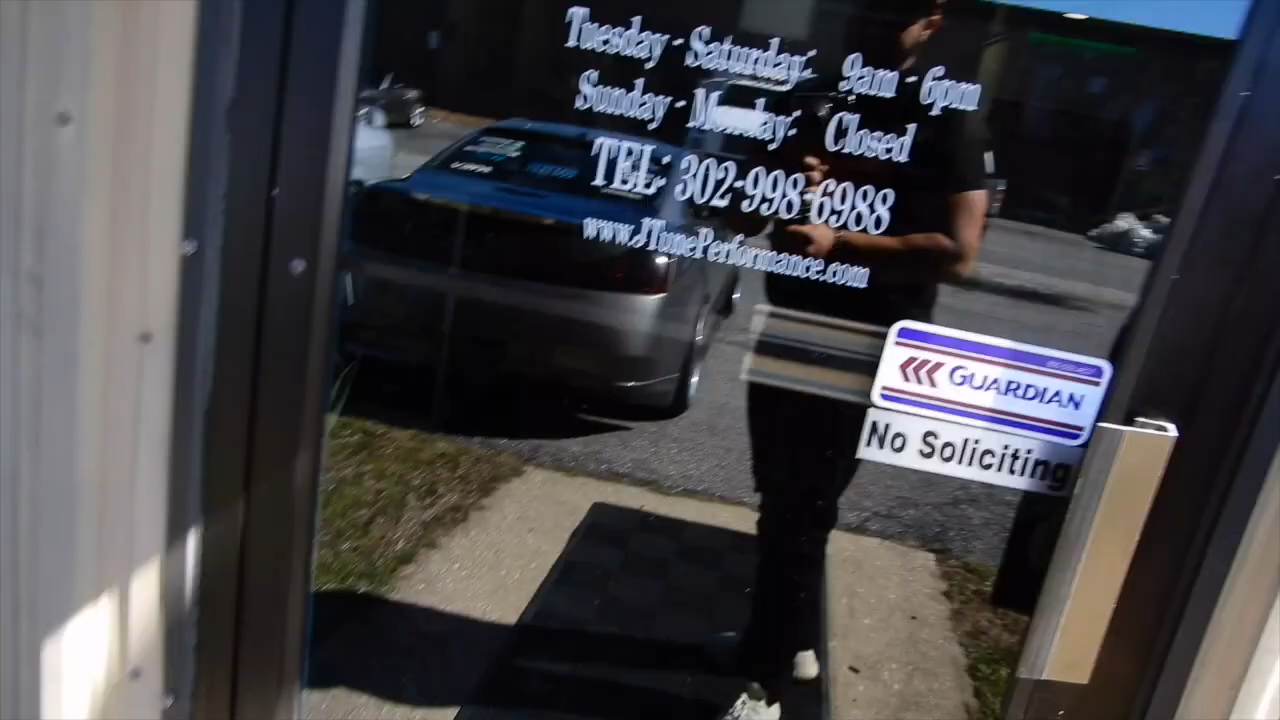 Tuesday - Saturday: 9am - 6pm
Sunday - Monday: Closed
TEL: 302-998-6988
www.JTunePerformance.com
GUARDIAN
No Soliciting